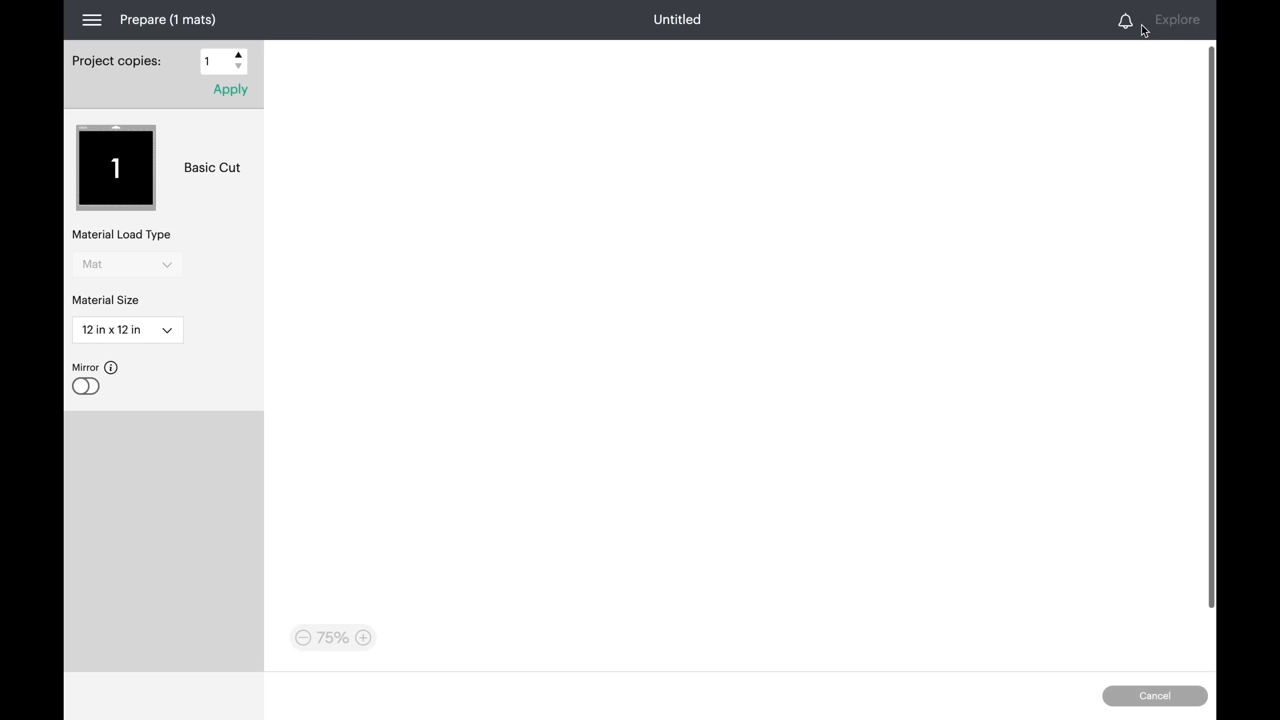 Prepare (1 mats)
Untitled
Explore
Project copies:
1
Apply
1
Basic Cut
Material Load Type
Mat
Material Size
12 in x 12 in
Mirror
75%
Cancel